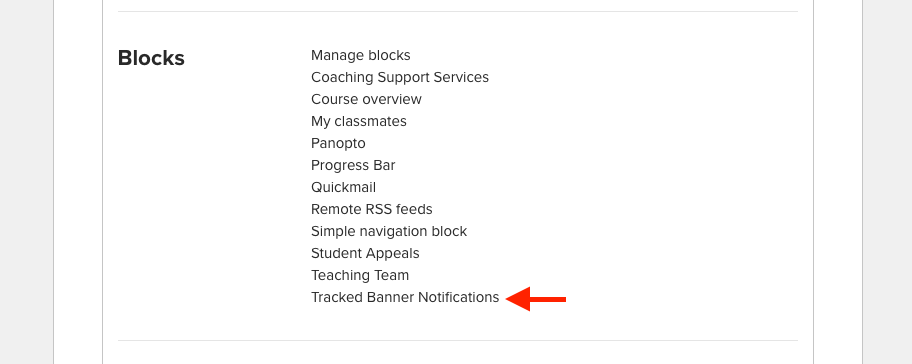 Blocks
Manage blocks
Coaching Support Services
Course overview
My classmates
Panopto
Progress Bar
Quickmail
Remote RSS feeds
Simple navigation block
Student Appeals
Teaching Team
Tracked Banner Notifications